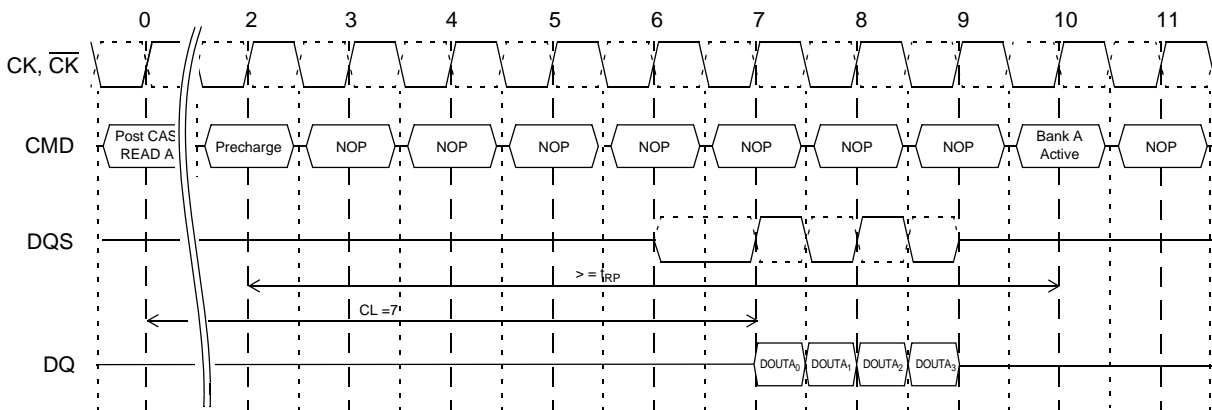 0 2 3 4 5 6 7 8 9 10 11
CK, CK
CMD
Post CAS
READ A
Precharge
NOP
NOP
NOP
NOP
NOP
NOP
NOP
Bank A
Active
NOP
DQS
> = tRP
CL =7
DQ
DOUTA0
DOUTA1
DOUTA2
DOUTA3